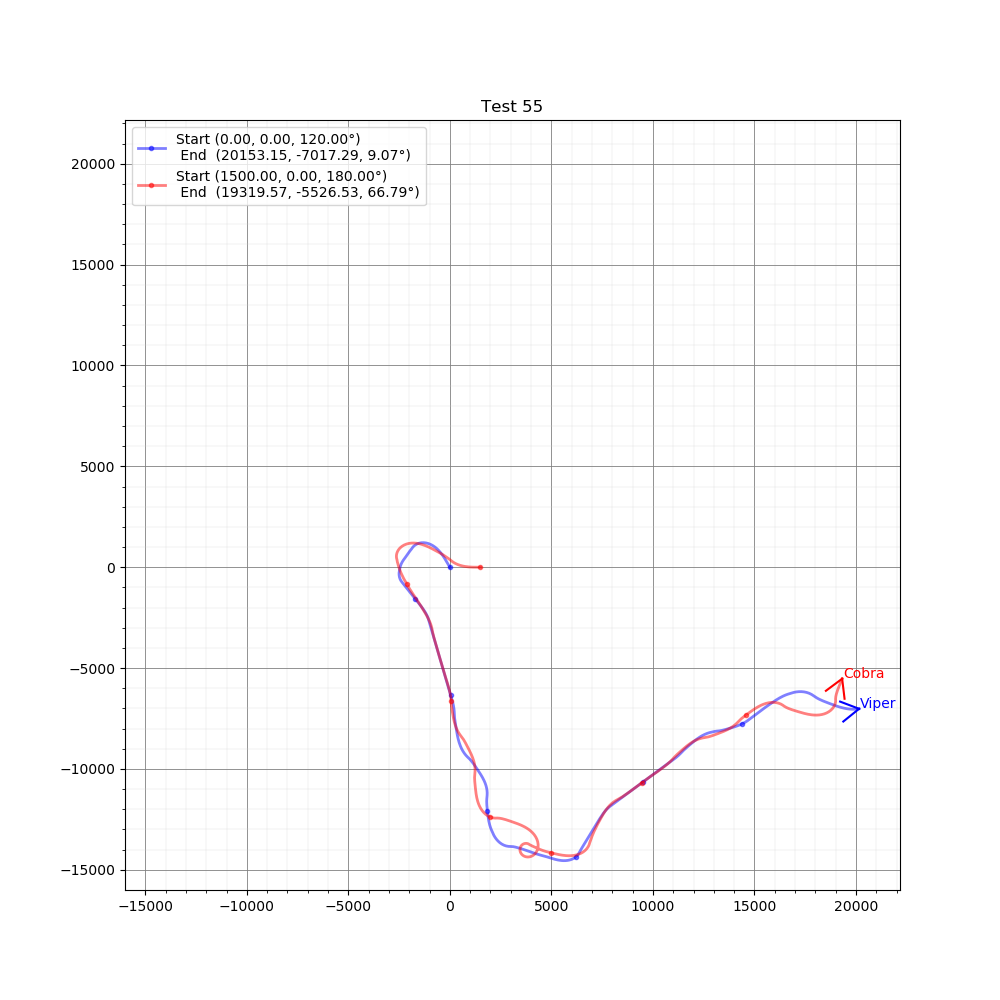 Test 55
Start (0.00, 0.00, 120.00°)
End  (20153.15, -7017.29, 9.07°)
Start (1500.00, 0.00, 180.00°)
End  (19319.57, -5526.53, 66.79°)
20000
15000
10000
5000
0
−5000
−10000
−15000
Cobra
Viper
−15000 −10000 −5000 0 5000 10000 15000 20000